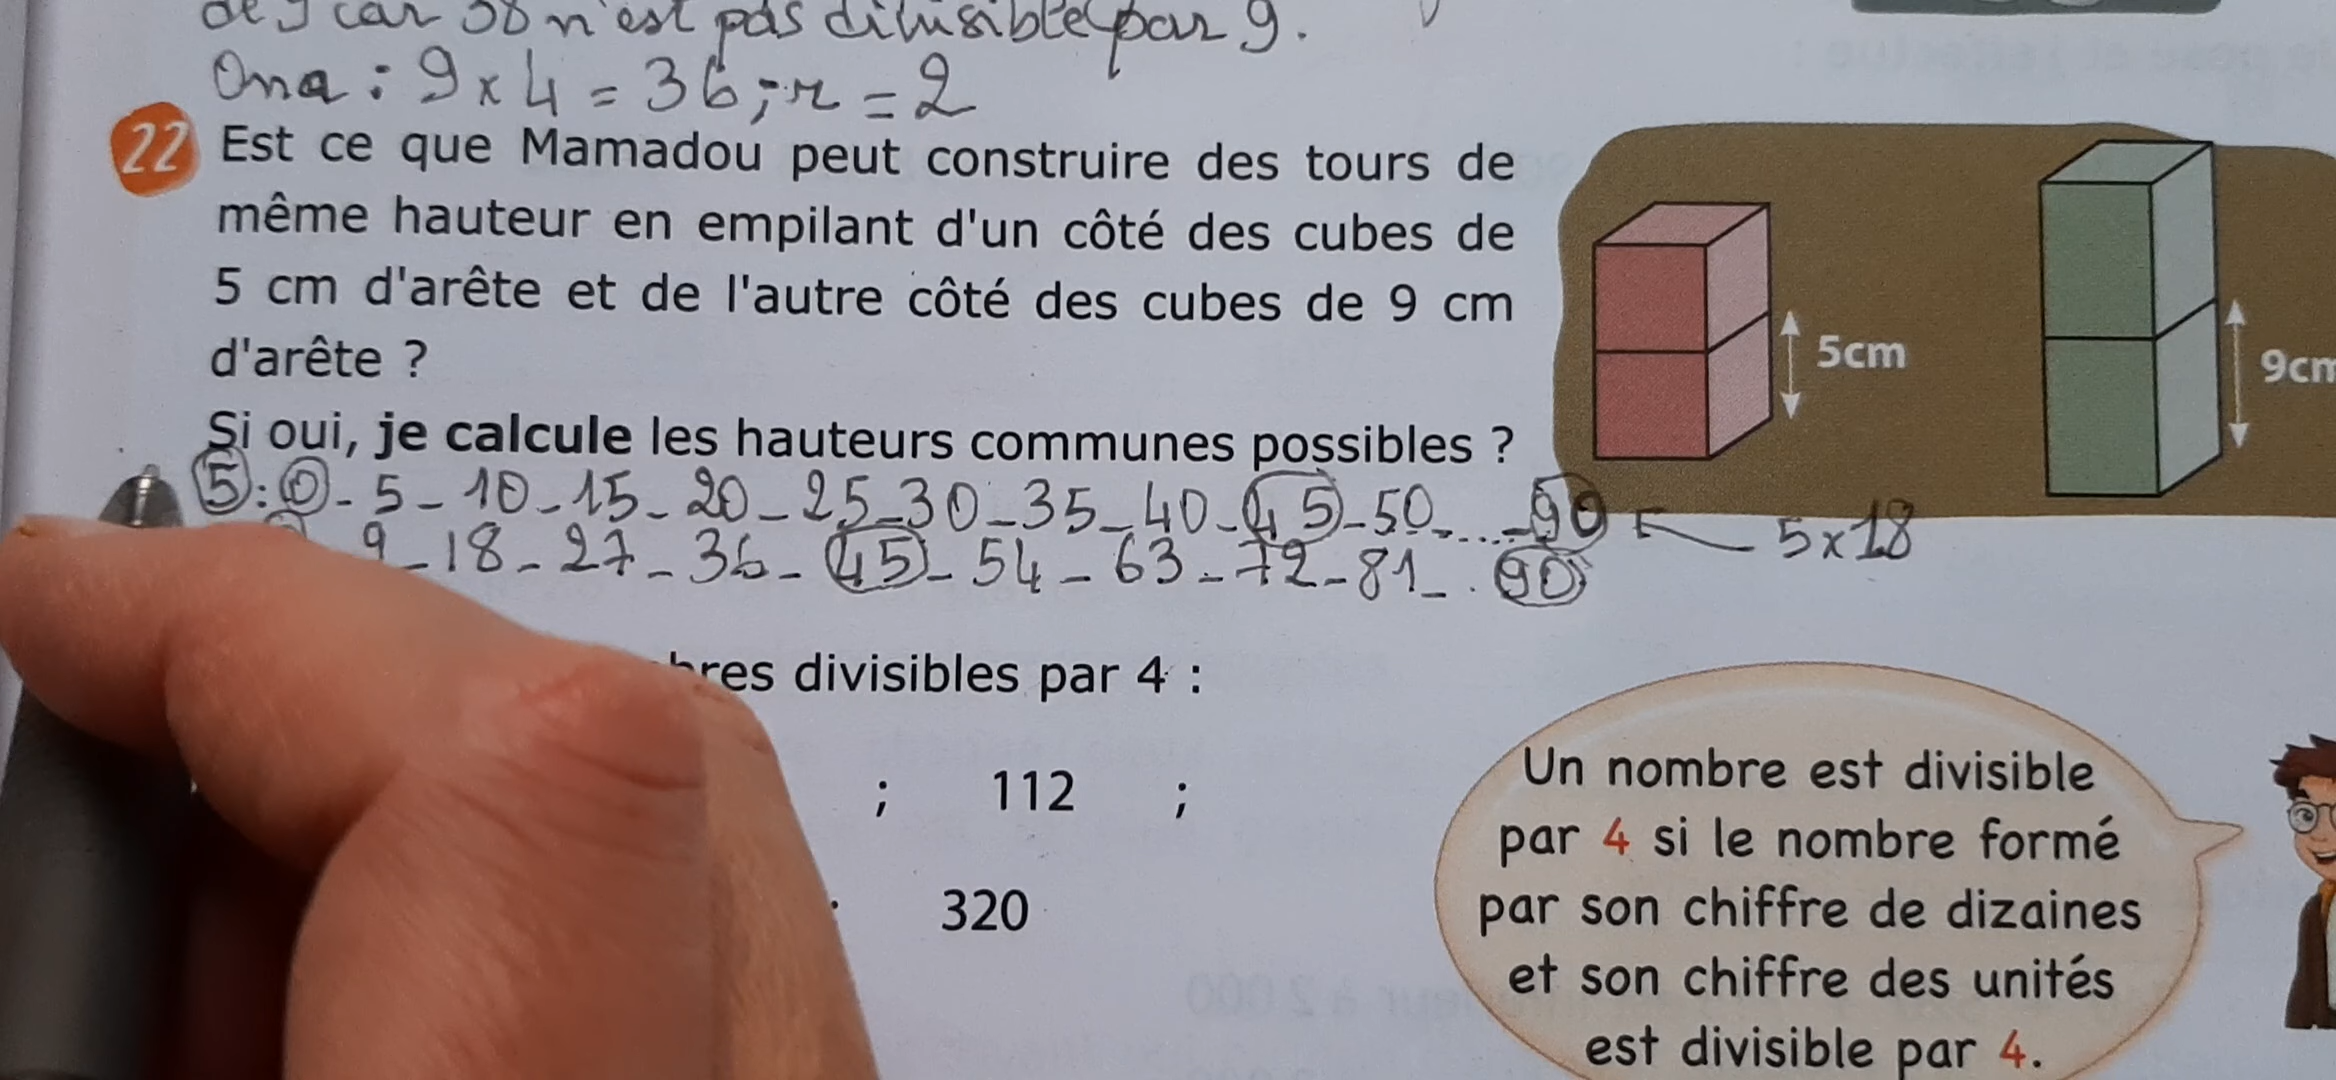 car 38 n'est pas divisible par 9.
On a : 9 x 4 = 36 ; r = 2
22 Est ce que Mamadou peut construire des tours de
même hauteur en empilant d'un côté des cubes de
5 cm d'arête et de l'autre côté des cubes de 9 cm
d'arête ?
Si oui, je calcule les hauteurs communes possibles ?
5cm
9cm
5 : 0 - 5 - 10 - 15 - 20 - 25 - 30 - 35 - 40 - 45 - 50 - .... - 90
5 x 18
9 - 18 - 27 - 36 - 45 - 54 - 63 - 72 - 81 - . 90
divisibles par 4 :
; 112 ;
320
Un nombre est divisible
par 4 si le nombre formé
par son chiffre de dizaines
et son chiffre des unités
est divisible par 4.